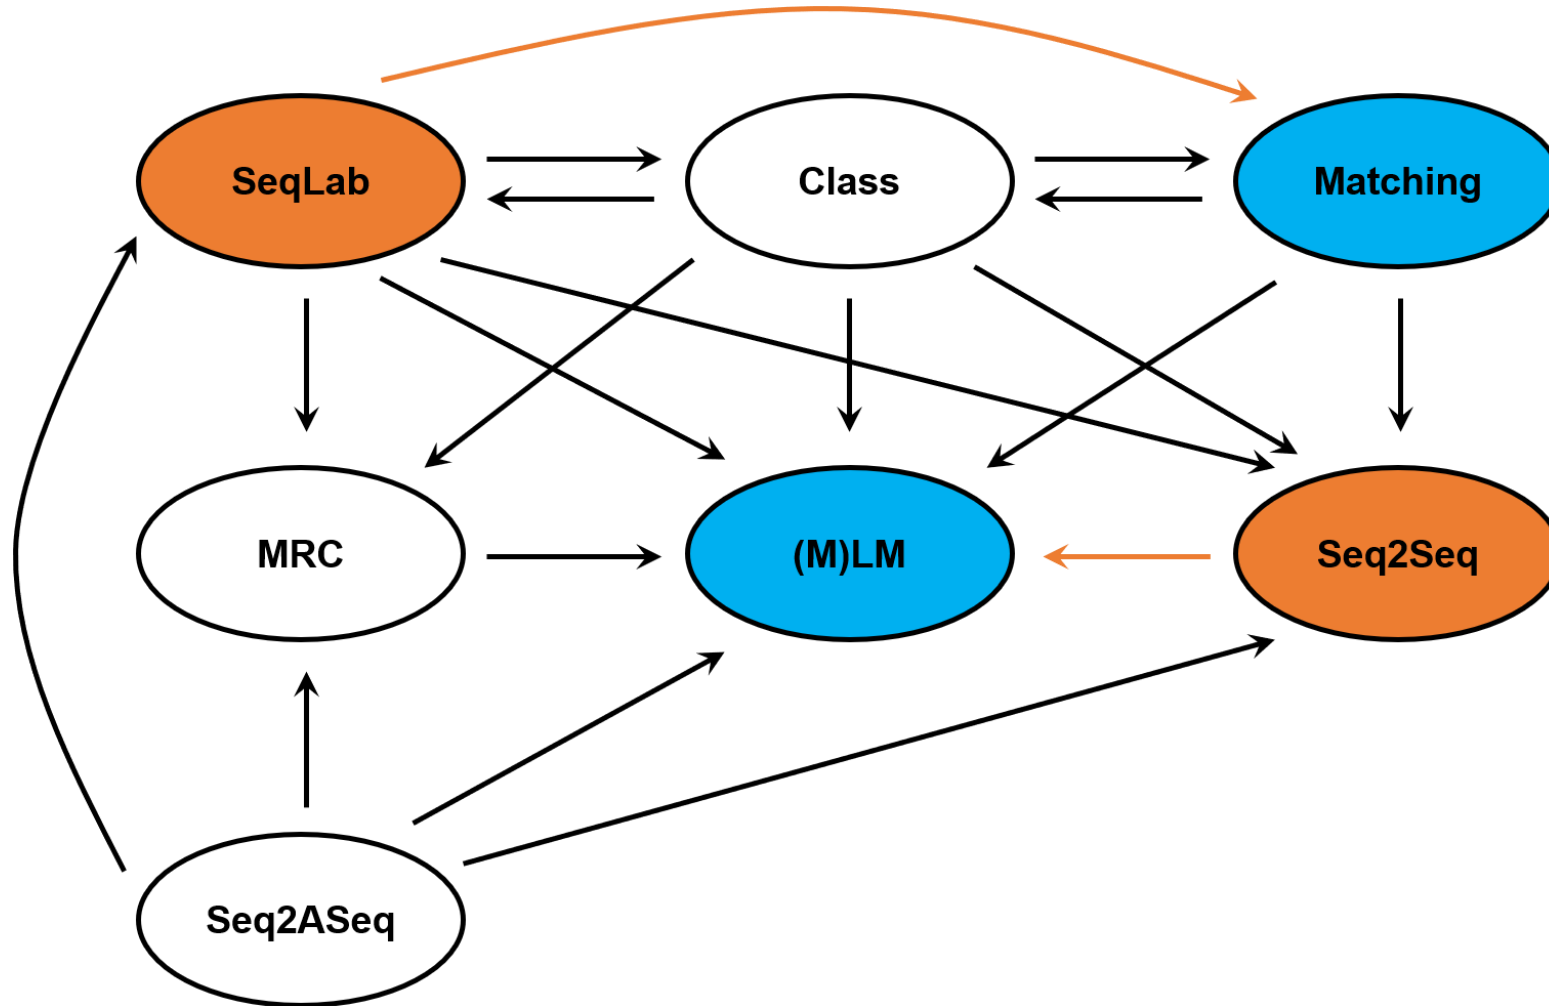 SeqLab
Class
Matching
MRC
(M)LM
Seq2Seq
Seq2ASeq